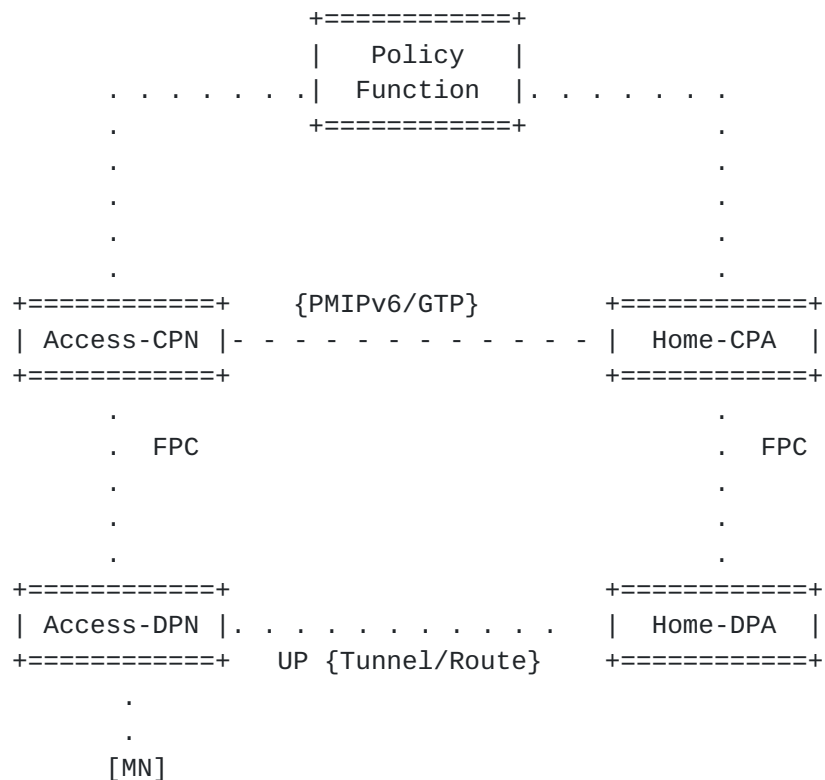 Policy
Function
{PMIPv6/GTP}
Access-CPN Home-CPA
FPC FPC
Access-DPN Home-DPA
UP {Tunnel/Route}
[MN]